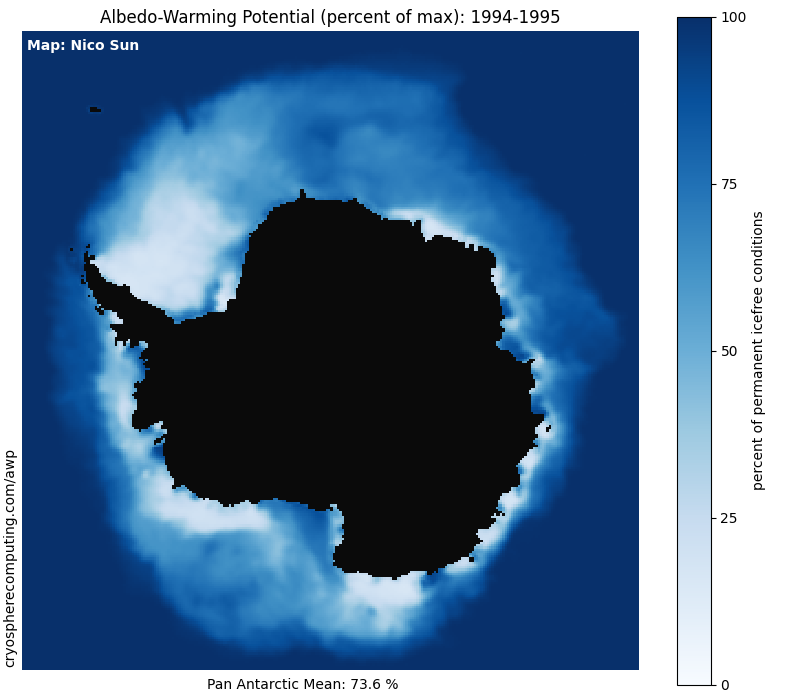 Albedo-Warming Potential (percent of max): 1994-1995
Map: Nico Sun
cryospherecomputing.com/awp
Pan Antarctic Mean: 73.6 %
100
75
50
25
0
percent of permanent icefree conditions